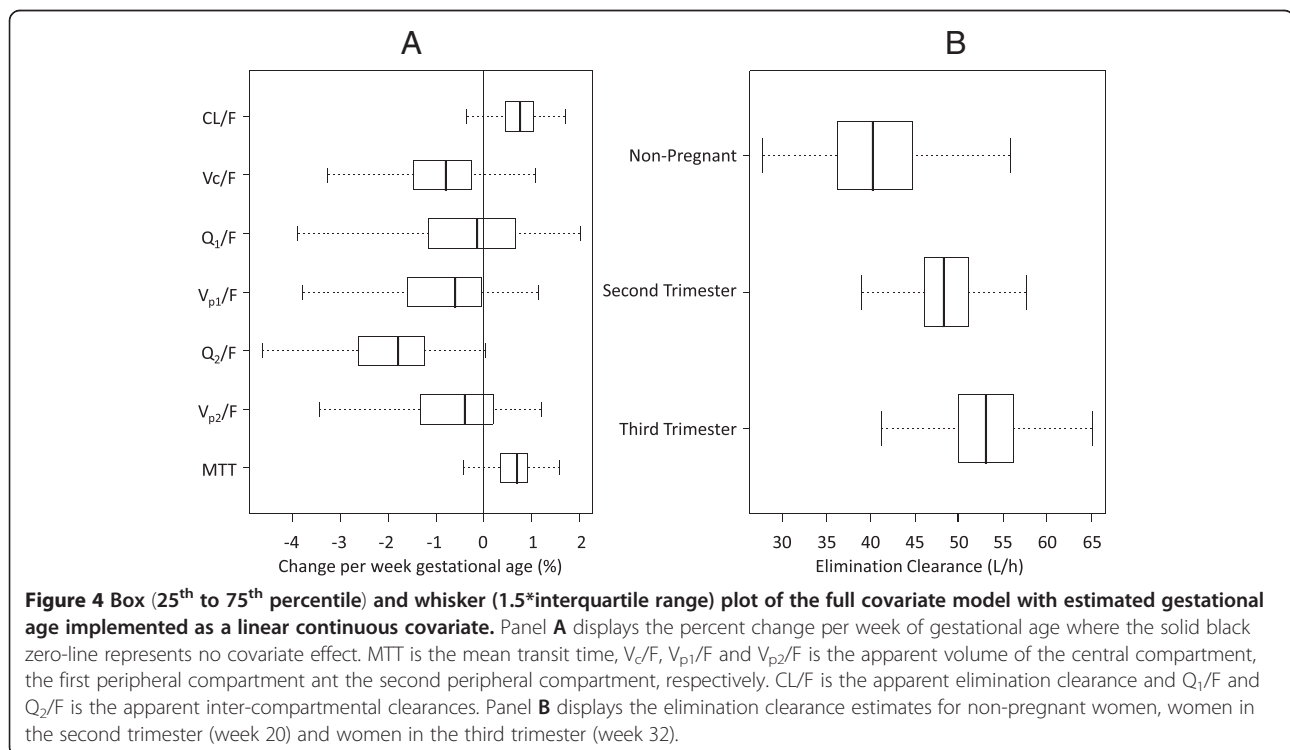 A
B
CL/F
Vc/F
Q1/F
Vp1/F
Q2/F
Vp2/F
MTT
-4 -3 -2 -1 0 1 2
Change per week gestational age (%)
Non-Pregnant
Second Trimester
Third Trimester
30 35 40 45 50 55 60 65
Elimination Clearance (L/h)
Figure 4 Box (25th to 75th percentile) and whisker (1.5*interquartile range) plot of the full covariate model with estimated gestational
age implemented as a linear continuous covariate. Panel A displays the percent change per week of gestational age where the solid black
zero-line represents no covariate effect. MTT is the mean transit time, Vc/F, Vp1/F and Vp2/F is the apparent volume of the central compartment,
the first peripheral compartment ant the second peripheral compartment, respectively. CL/F is the apparent elimination clearance and Q1/F and
Q2/F is the apparent inter-compartmental clearances. Panel B displays the elimination clearance estimates for non-pregnant women, women in
the second trimester (week 20) and women in the third trimester (week 32).